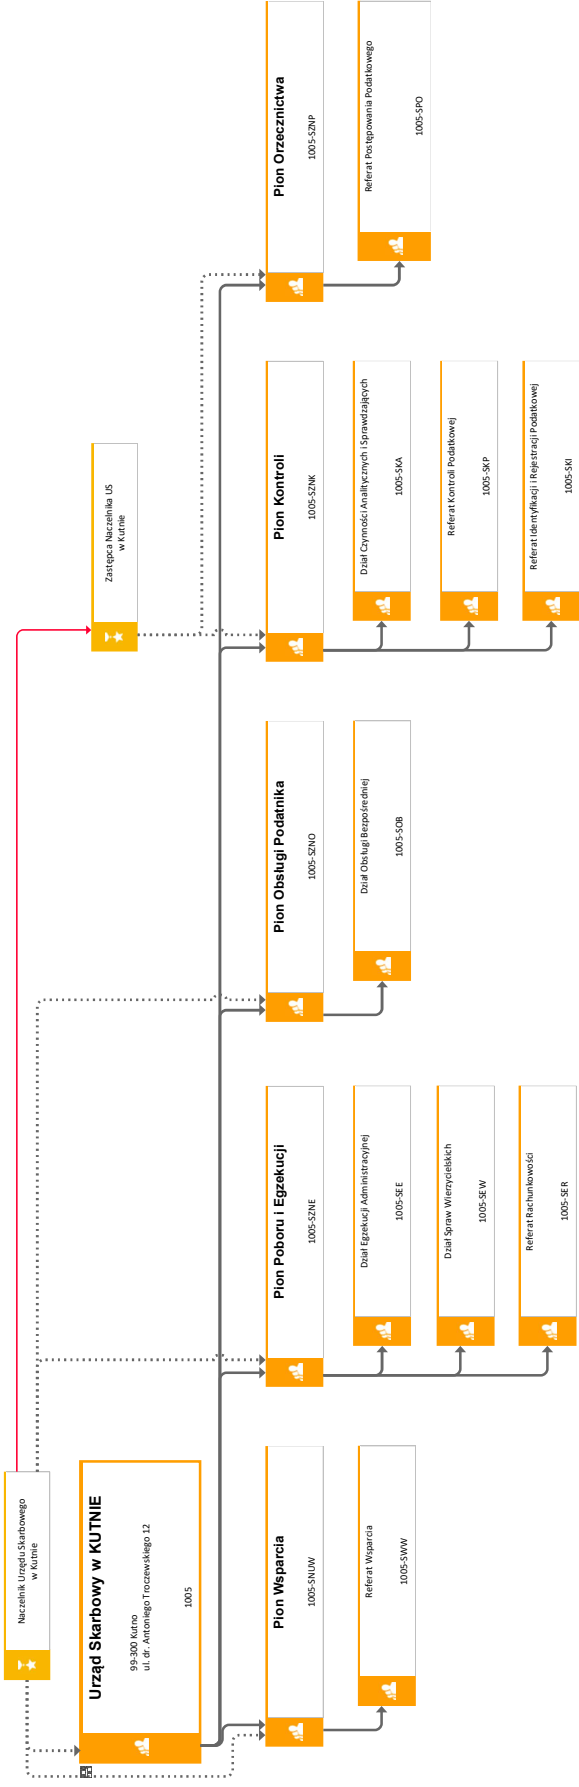 Naczelnik Urzędu Skarbowego
w Kutnie
Zastępca Naczelnika US
w Kutnie
Urząd Skarbowy w KUTNIE
99-300 Kutno
ul. dr. Antoniego Troczewskiego 12
1005
Pion Wsparcia
1005-SNUW
Referat Wsparcia
1005-SWW
Pion Poboru i Egzekucji
1005-SZNE
Dział Egzekucji Administracyjnej
1005-SEE
Dział Spraw Wierzycielskich
1005-SEW
Referat Rachunkowości
1005-SER
Pion Obsługi Podatnika
1005-SZNO
Dział Obsługi Bezpośredniej
1005-SOB
Pion Kontroli
1005-SZNK
Dział Czynności Analitycznych i Sprawdzających
1005-SKA
Referat Kontroli Podatkowej
1005-SKP
Referat Identyfikacji i Rejestracji Podatkowej
1005-SKI
Pion Orzecznictwa
1005-SZNP
Referat Postępowania Podatkowego
1005-SPO